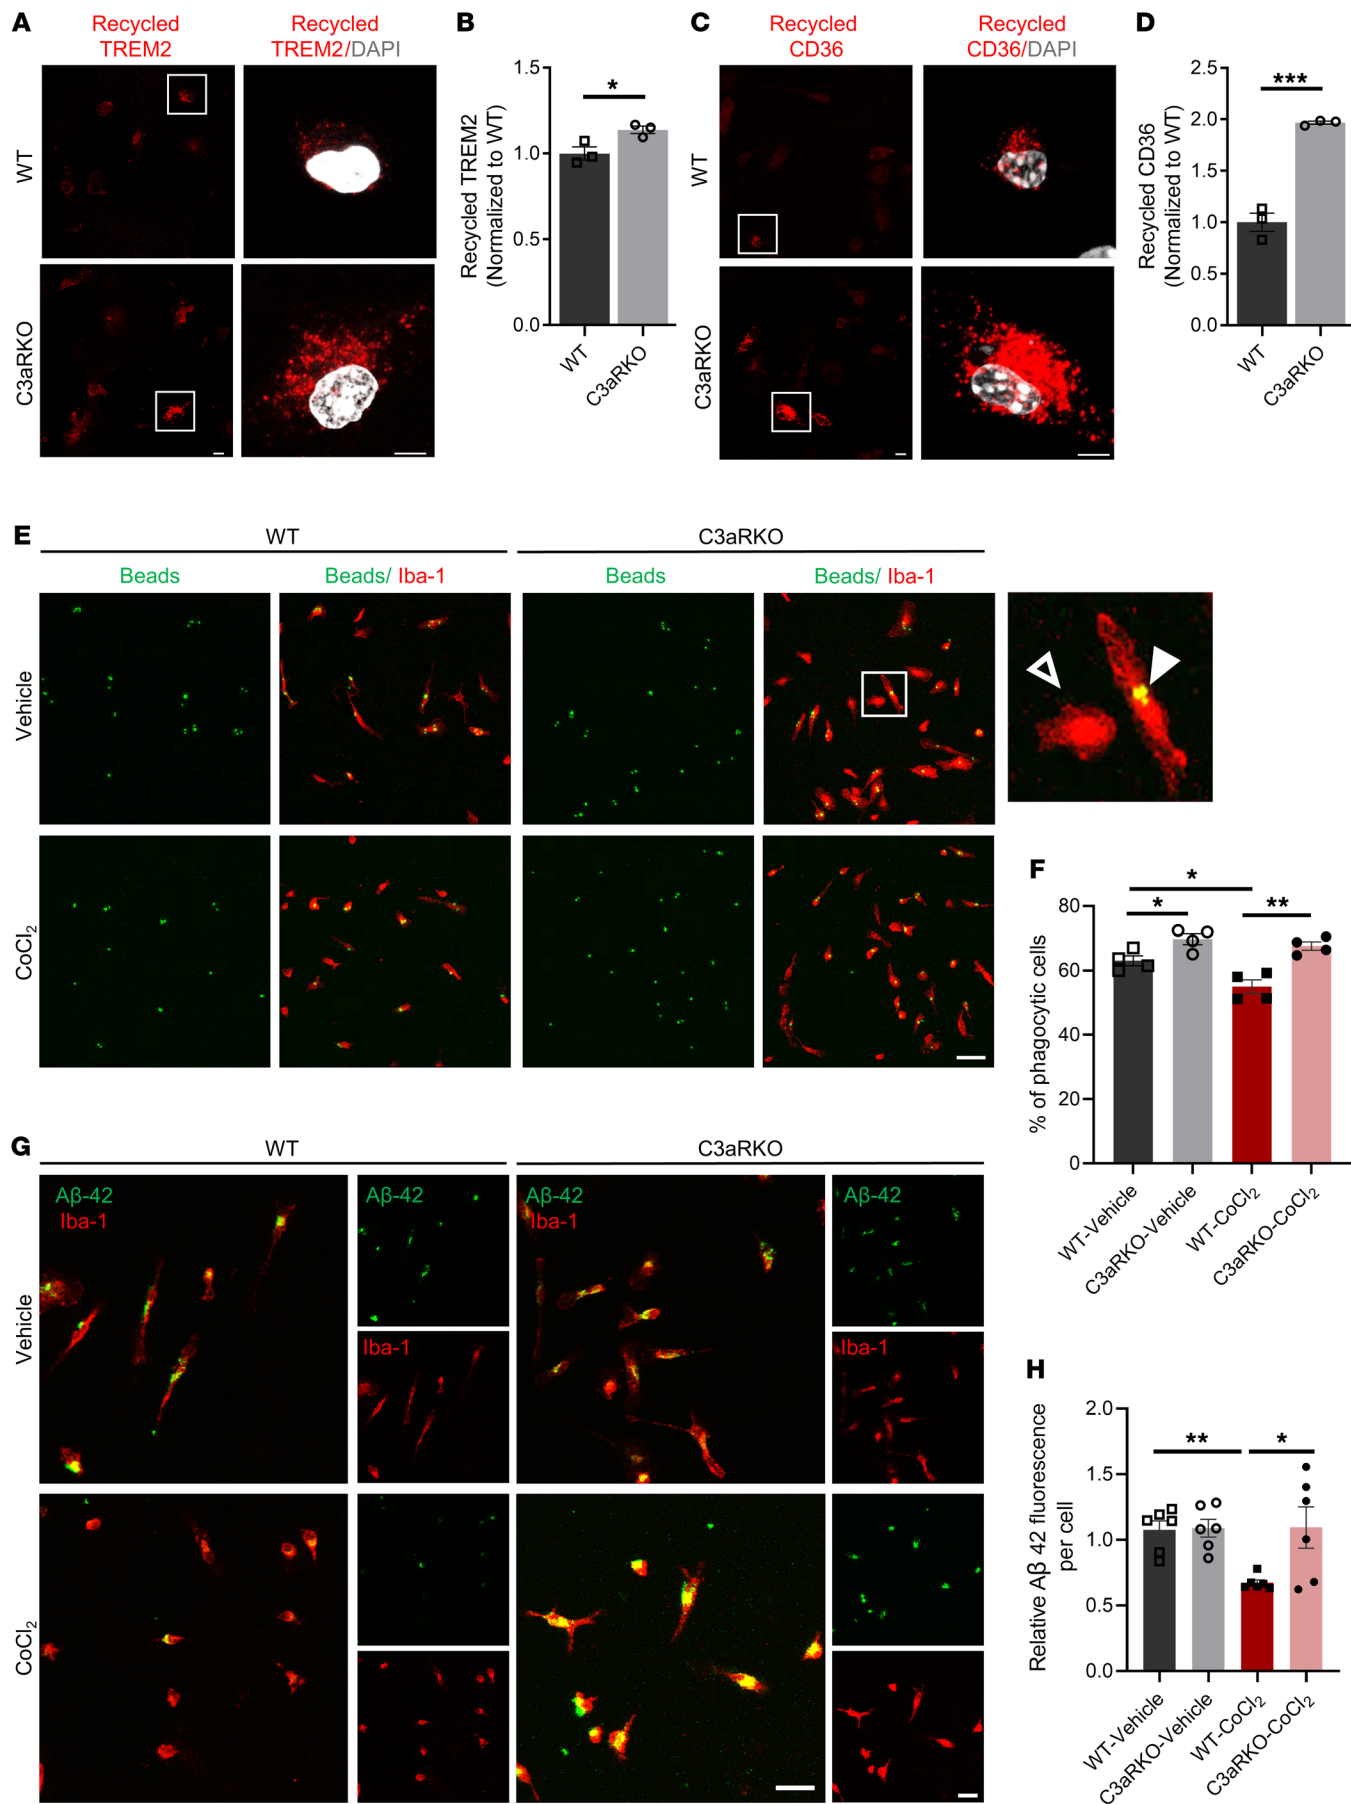 A
Recycled
TREM2
Recycled
TREM2/DAPI
WT
C3aRKO
B
Recycled TREM2
(Normalized to WT)
1.5
1.0
0.5
0.0
*
WT
C3aRKO
C
Recycled
CD36
Recycled
CD36/DAPI
WT
C3aRKO
D
Recycled CD36
(Normalized to WT)
2.5
2.0
1.5
1.0
0.5
0.0
***
WT
C3aRKO
E
WT
C3aRKO
Beads
Beads/ Iba-1
Beads
Beads/ Iba-1
Vehicle
CoCl₂
F
% of phagocytic cells
80
60
40
20
0
*
*
**
WT-Vehicle
C3aRKO-Vehicle
WT-CoCl₂
C3aRKO-CoCl₂
G
WT
C3aRKO
Aβ-42
Iba-1
Aβ-42
Iba-1
Aβ-42
Iba-1
Aβ-42
Iba-1
Vehicle
CoCl₂
H
Relative Aβ 42 fluorescence
per cell
2.0
1.5
1.0
0.5
0.0
**
*
WT-Vehicle
C3aRKO-Vehicle
WT-CoCl₂
C3aRKO-CoCl₂